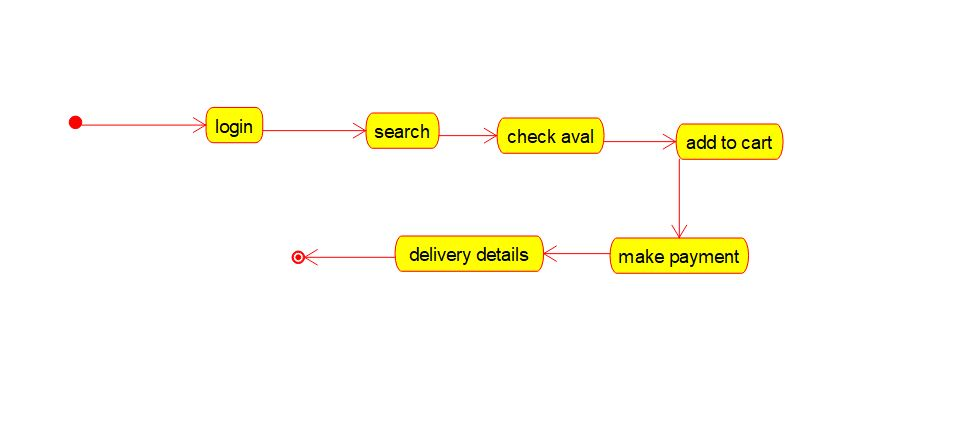 login
search
check aval
add to cart
make payment
delivery details